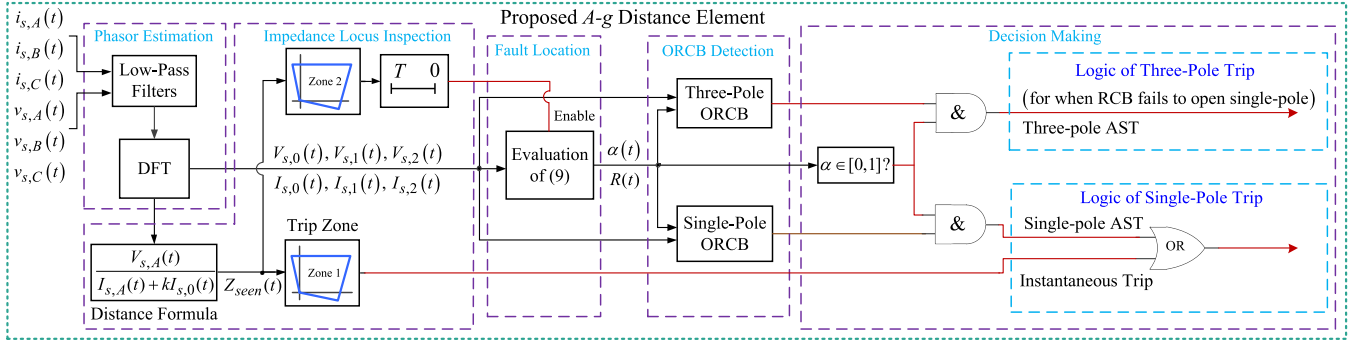 Proposed A-g Distance Element
i_{s,A}(t)
i_{s,B}(t)
i_{s,C}(t)
v_{s,A}(t)
v_{s,B}(t)
v_{s,C}(t)
Phasor Estimation
Low-Pass
Filters
DFT
V_{s,A}(t)
I_{s,A}(t)+kI_{s,0}(t)
Distance Formula
Impedance Locus Inspection
Zone 2
T 0
V_{s,0}(t), V_{s,1}(t), V_{s,2}(t)
I_{s,0}(t), I_{s,1}(t), I_{s,2}(t)
Trip Zone
Zone 1
Z_{seen}(t)
Fault Location
Enable
Evaluation
of (9)
α(t)
R(t)
ORCB Detection
Three-Pole
ORCB
Single-Pole
ORCB
Decision Making
α∈[0,1]?
&
&
Logic of Three-Pole Trip
(for when RCB fails to open single-pole)
Three-pole AST
Logic of Single-Pole Trip
Single-pole AST
OR
Instantaneous Trip